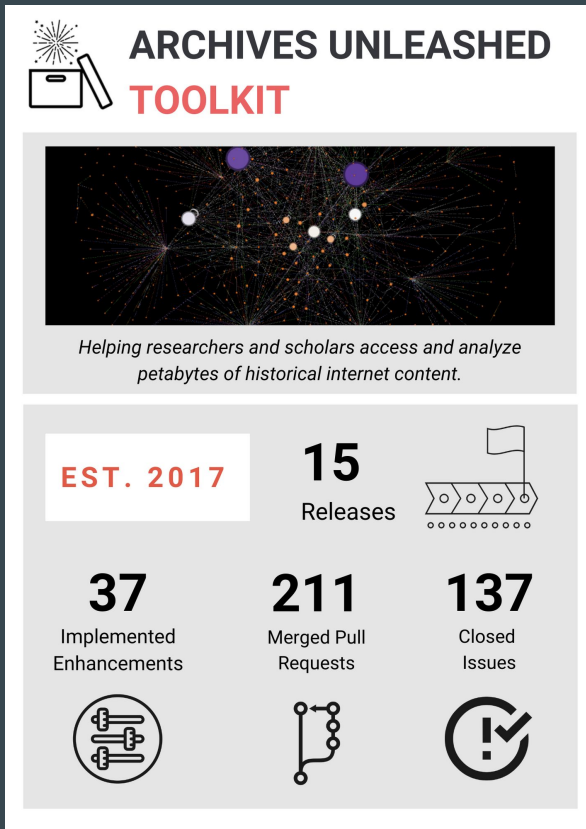 ARCHIVES UNLEASHED
TOOLKIT
Helping researchers and scholars access and analyze
petabytes of historical internet content.
EST. 2017
15
Releases
37
Implemented
Enhancements
211
Merged Pull
Requests
137
Closed
Issues